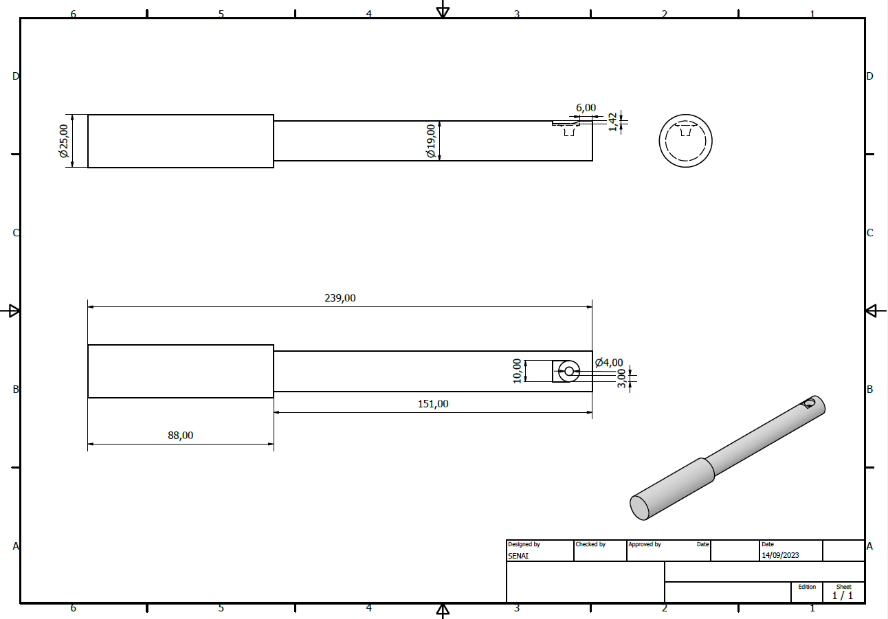 6 5 4 3 2 1
D D
6,00
1,42
Ø25,00
Ø19,00
C C
239,00
Ø4,00
10,00
3,00
B B
151,00
88,00
A A
Designed by Checked by Approved by Date Date
SENAI 14/09/2023
Edition Sheet
1 / 1
6 5 4 3 2 1